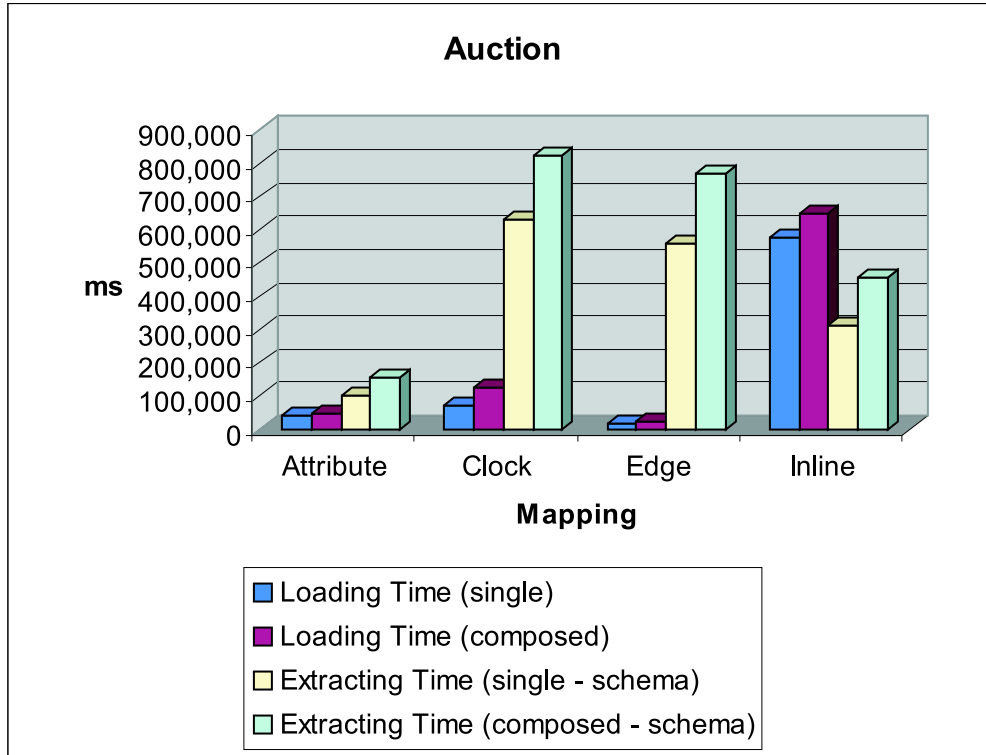 Auction
900,000
800,000
700,000
600,000
500,000
400,000
300,000
200,000
100,000
0
ms
Attribute Clock Edge Inline
Mapping
Loading Time (single)
Loading Time (composed)
Extracting Time (single - schema)
Extracting Time (composed - schema)